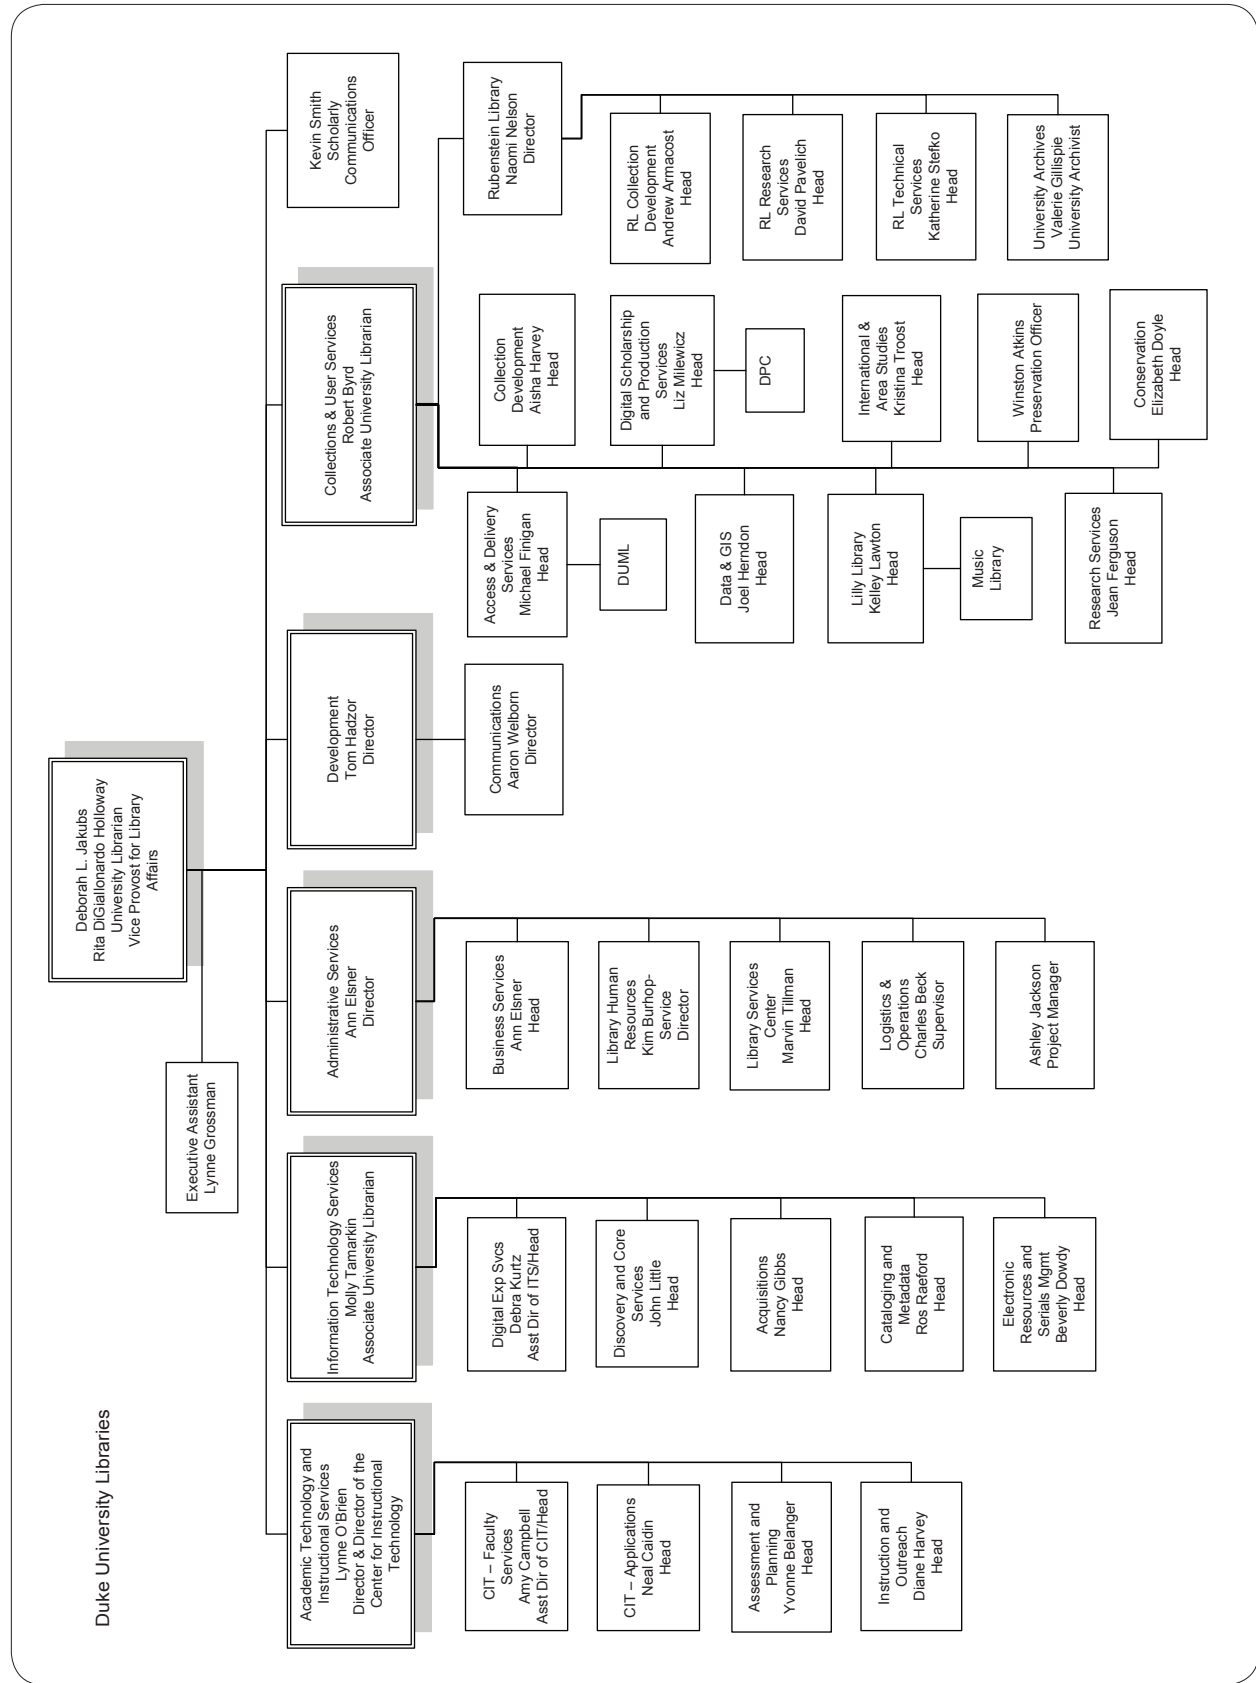 Duke University Libraries
Deborah L. Jakubs
Rita DiGiallonardo Holloway
University Librarian
Vice Provost for Library
Affairs
Executive Assistant
Lynne Grossman
Academic Technology and
Instructional Services
Lynne O'Brien
Director & Director of the
Center for Instructional
Technology
Information Technology Services
Molly Tamarkin
Associate University Librarian
Administrative Services
Ann Elsner
Director
Development
Tom Hadzor
Director
Collections & User Services
Robert Byrd
Associate University Librarian
Kevin Smith
Scholarly
Communications
Officer
CIT – Faculty
Services
Amy Campbell
Asst Dir of CIT/Head
CIT – Applications
Neal Caidin
Head
Assessment and
Planning
Yvonne Belanger
Head
Instruction and
Outreach
Diane Harvey
Head
Digital Exp Svcs
Debra Kurtz
Asst Dir of ITS/Head
Discovery and Core
Services
John Little
Head
Acquisitions
Nancy Gibbs
Head
Cataloging and
Metadata
Ros Raeford
Head
Electronic
Resources and
Serials Mgmt
Beverly Dowdy
Head
Business Services
Ann Elsner
Head
Library Human
Resources
Kim Burhop-
Service
Director
Library Services
Center
Marvin Tillman
Head
Logistics &
Operations
Charles Beck
Supervisor
Ashley Jackson
Project Manager
Communications
Aaron Welborn
Director
Access & Delivery
Services
Michael Finigan
Head
DUML
Data & GIS
Joel Herndon
Head
Lilly Library
Kelley Lawton
Head
Music
Library
Research Services
Jean Ferguson
Head
Collection
Development
Aisha Harvey
Head
Digital Scholarship
and Production
Services
Liz Milewicz
Head
DPC
International &
Area Studies
Kristina Troost
Head
Winston Atkins
Preservation Officer
Conservation
Elizabeth Doyle
Head
Rubenstein Library
Naomi Nelson
Director
RL Collection
Development
Andrew Armacost
Head
RL Research
Services
David Pavelich
Head
RL Technical
Services
Katherine Stefko
Head
University Archives
Valerie Gillispie
University Archivist